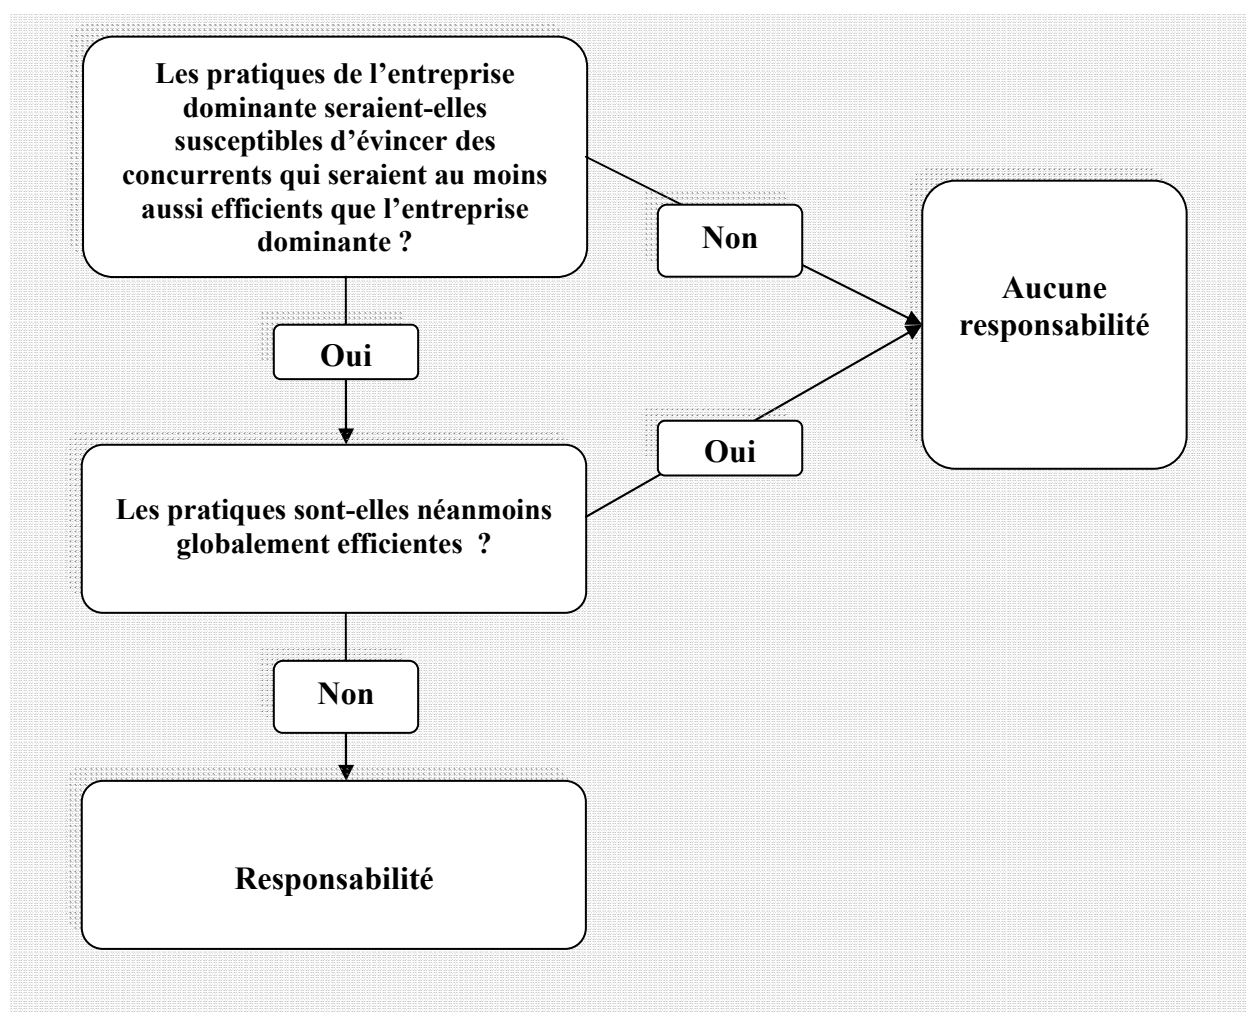 Les pratiques de l’entreprise
dominante seraient-elles
susceptibles d’évincer des
concurrents qui seraient au moins
aussi efficients que l’entreprise
dominante ?
Non
Aucune
responsabilité
Oui
Oui
Les pratiques sont-elles néanmoins
globalement efficientes  ?
Non
Responsabilité